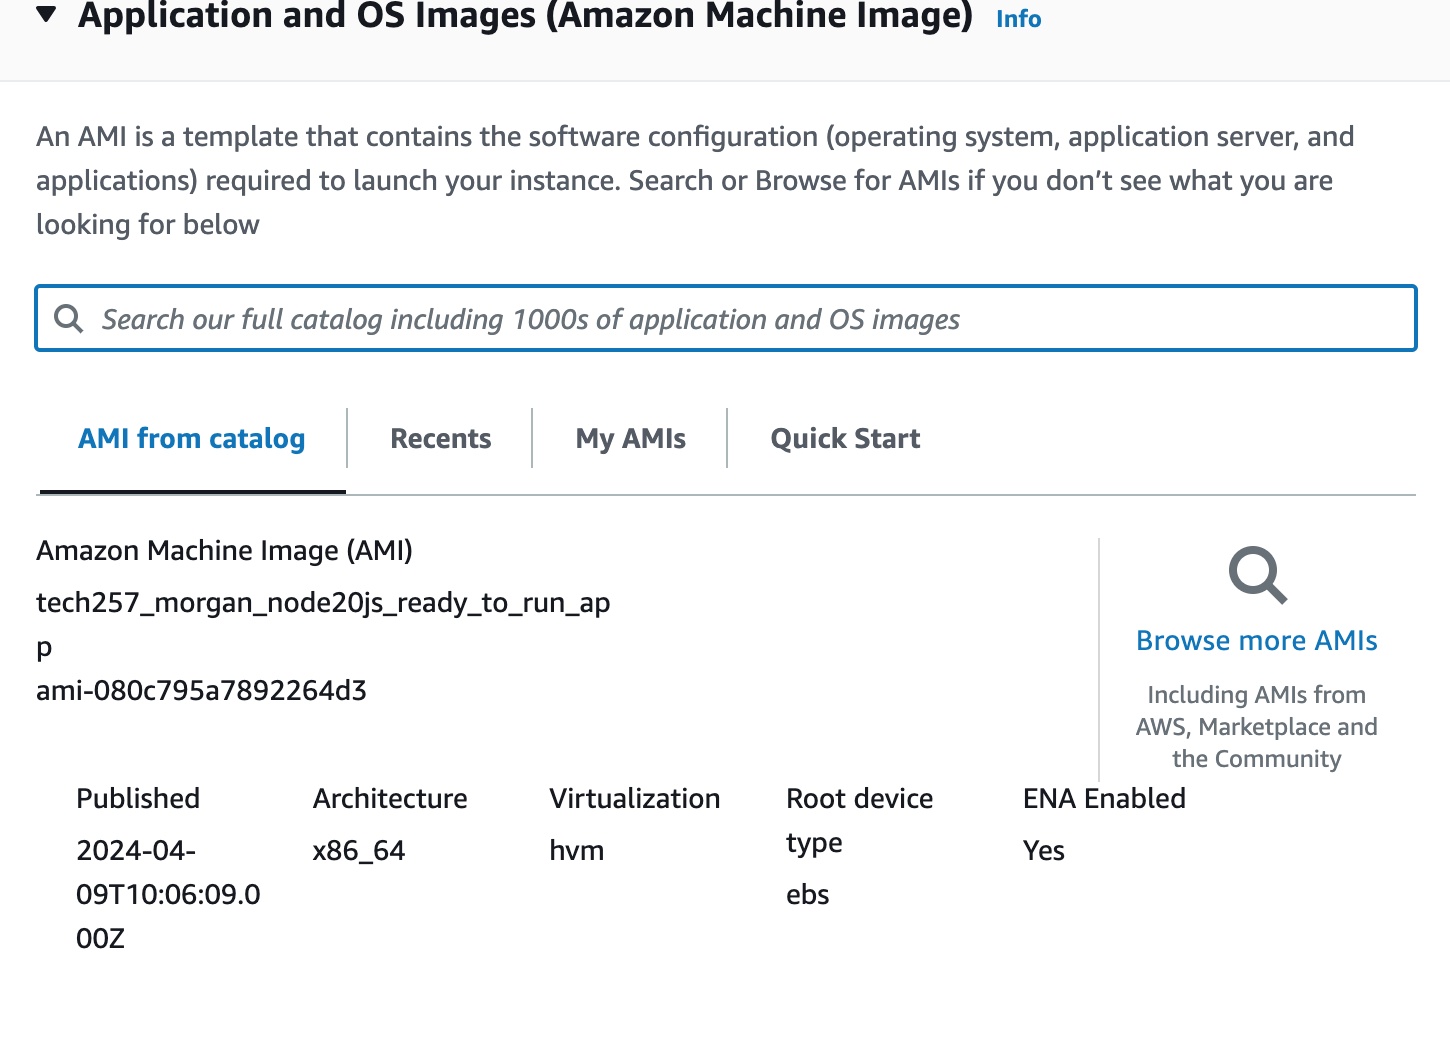 Application and OS Images (Amazon Machine Image) Info
An AMI is a template that contains the software configuration (operating system, application server, and
applications) required to launch your instance. Search or Browse for AMIs if you don’t see what you are
looking for below
Search our full catalog including 1000s of application and OS images
AMI from catalog
Recents
My AMIs
Quick Start
Amazon Machine Image (AMI)
tech257_morgan_node20js_ready_to_run_ap
p
ami-080c795a7892264d3
Browse more AMIs
Including AMIs from
AWS, Marketplace and
the Community
Published
2024-04-
09T10:06:09.0
00Z
Architecture
x86_64
Virtualization
hvm
Root device
type
ebs
ENA Enabled
Yes